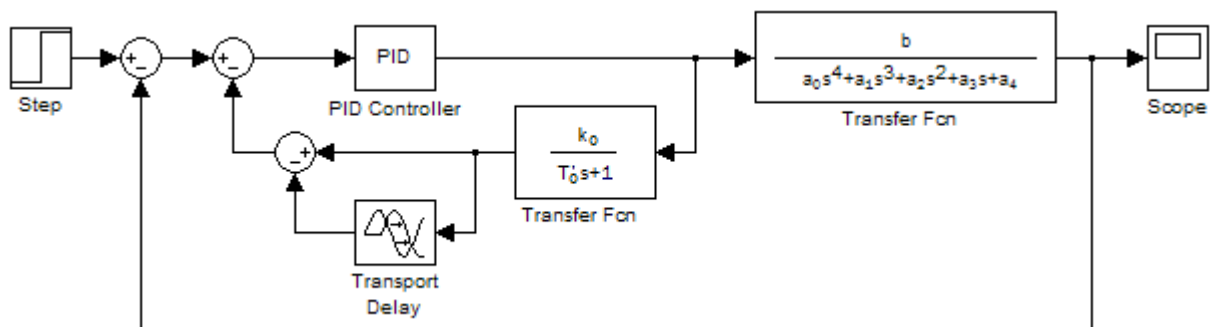 Step
+
−
+
−
PID
PID Controller
b
a₀s⁴+a₁s³+a₂s²+a₃s+a₄
Transfer Fcn
Scope
−
+
k₀
T₀'s+1
Transfer Fcn
Transport
Delay